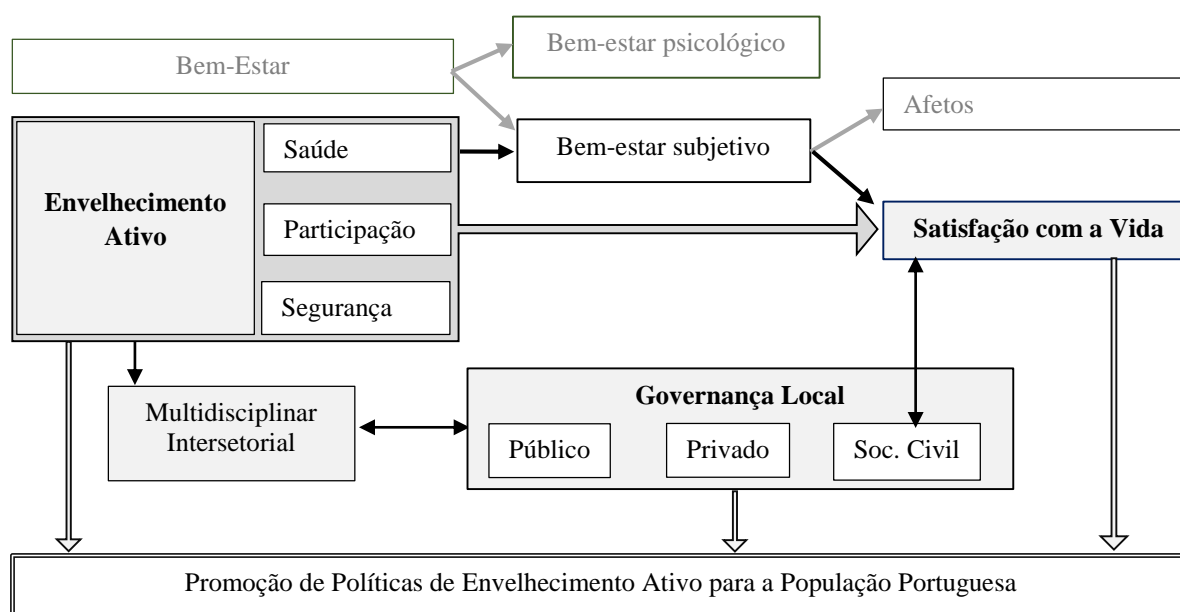 Bem-Estar
Bem-estar psicológico
Afetos
Envelhecimento
Ativo
Saúde
Participação
Segurança
Bem-estar subjetivo
Satisfação com a Vida
Multidisciplinar
Intersetorial
Governança Local
Público
Privado
Soc. Civil
Promoção de Políticas de Envelhecimento Ativo para a População Portuguesa